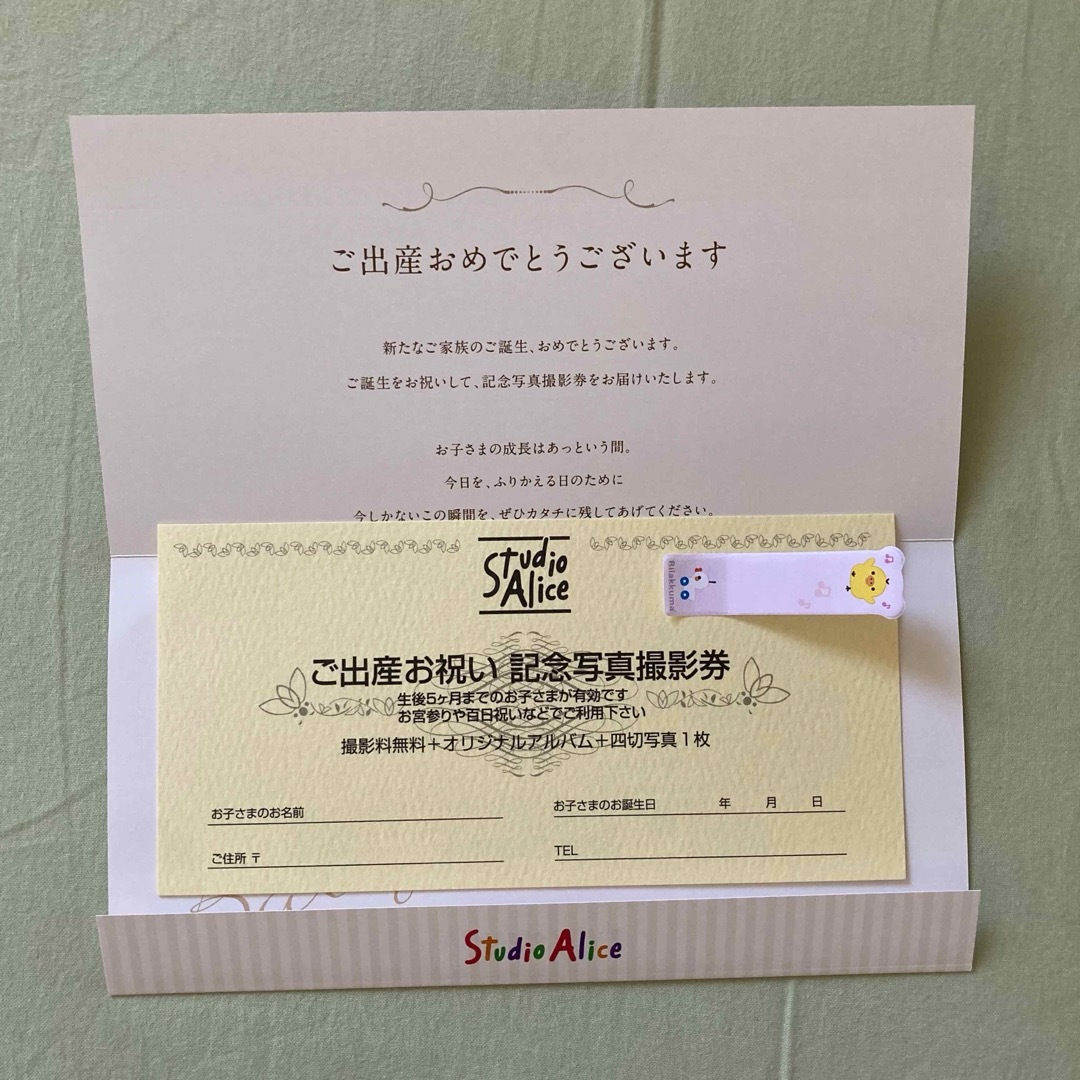 ご出産おめでとうございます
新たなご家族のご誕生、おめでとうございます。
ご誕生をお祝いして、記念写真撮影券をお届けいたします。
お子さまの成長はあっという間。
今日を、ふりかえる日のために
今しかないこの瞬間を、ぜひカタチに残してあげてください。
Studio
Alice
Rilakkuma
ご出産お祝い 記念写真撮影券
生後5ヶ月までのお子さまが有効です
お宮参りや百日祝いなどでご利用下さい
撮影料無料+オリジナルアルバム+四切写真1枚
お子さまのお名前
お子さまのお誕生日 年 月 日
ご住所 〒
TEL
Studio Alice